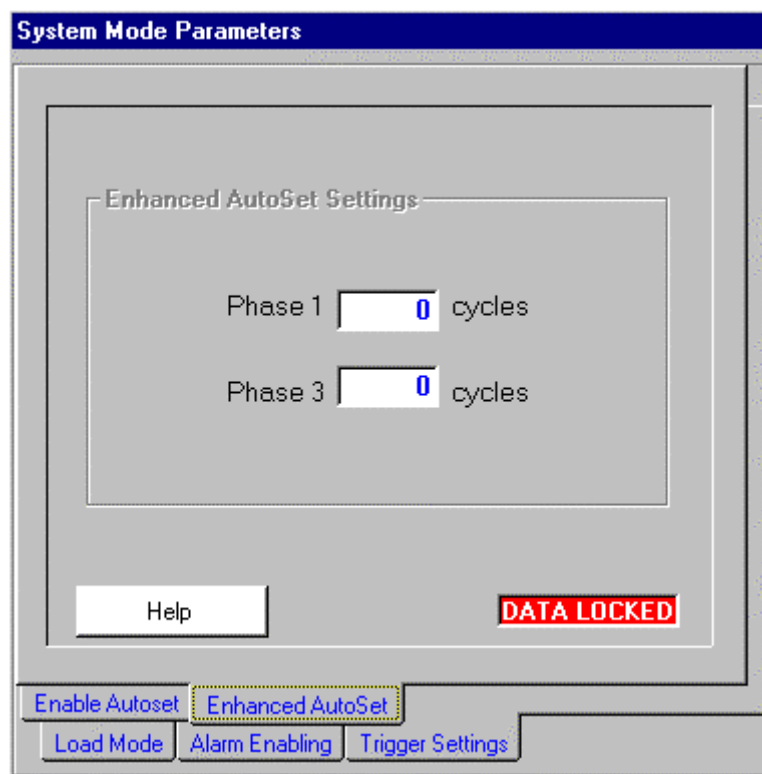 System Mode Parameters
Enhanced AutoSet Settings
Phase 1 0 cycles
Phase 3 0 cycles
Help DATA LOCKED
Enable Autoset Enhanced AutoSet
Load Mode Alarm Enabling Trigger Settings